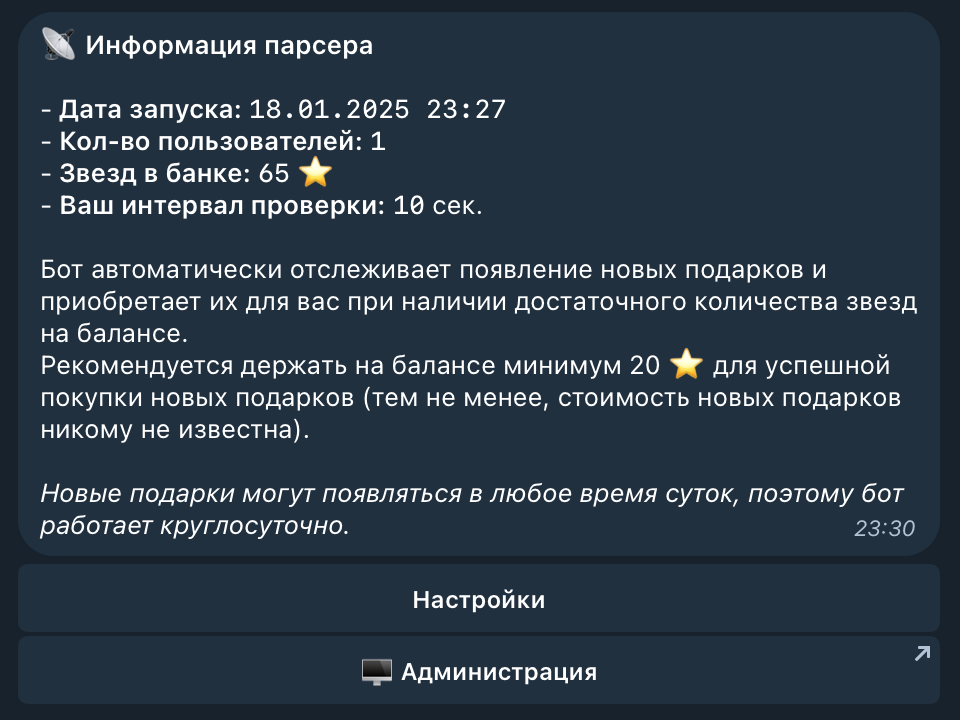 📡 Информация парсера
- Дата запуска: 18.01.2025 23:27
- Кол-во пользователей: 1
- Звезд в банке: 65 ⭐
- Ваш интервал проверки: 10 сек.
Бот автоматически отслеживает появление новых подарков и
приобретает их для вас при наличии достаточного количества звезд
на балансе.
Рекомендуется держать на балансе минимум 20 ⭐ для успешной
покупки новых подарков (тем не менее, стоимость новых подарков
никому не известна).
Новые подарки могут появляться в любое время суток, поэтому бот
работает круглосуточно.
23:30
Настройки
🖥 Администрация